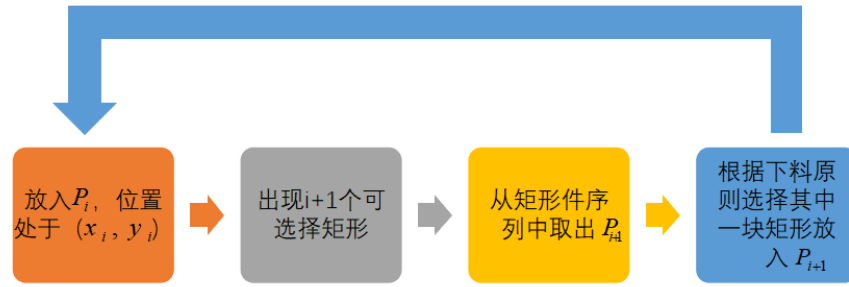 放入P_i，位置
处于（x_i, y_i）
出现i+1个可
选择矩形
从矩形件序
列中取出 P_{i+1}
根据下料原
则选择其中
一块矩形放
入 P_{i+1}